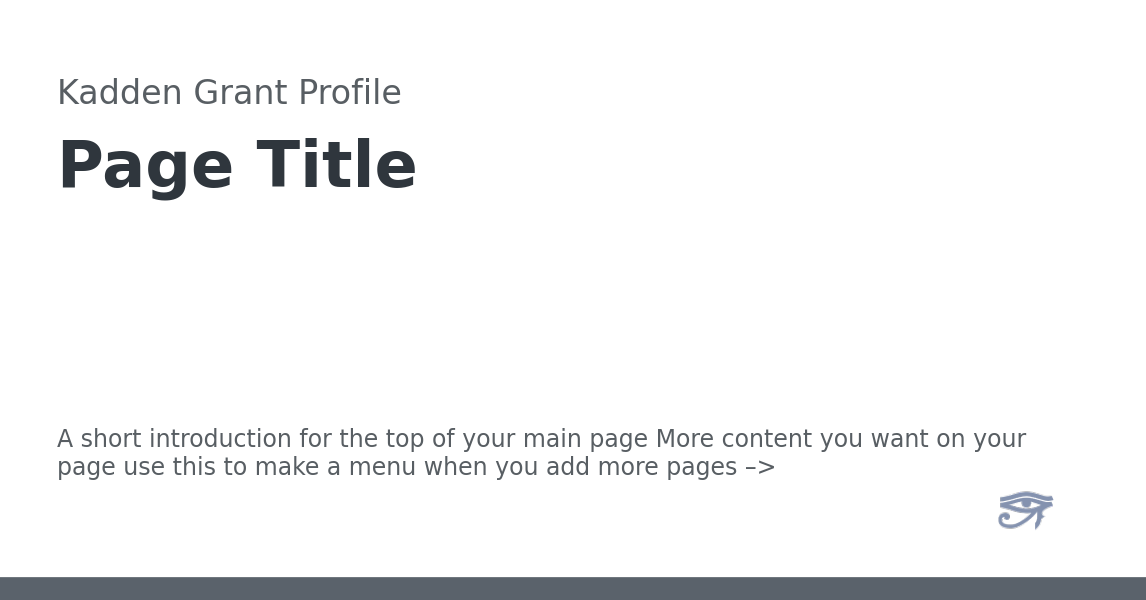 Kadden Grant Profile
Page Title
A short introduction for the top of your main page More content you want on your
page use this to make a menu when you add more pages –>